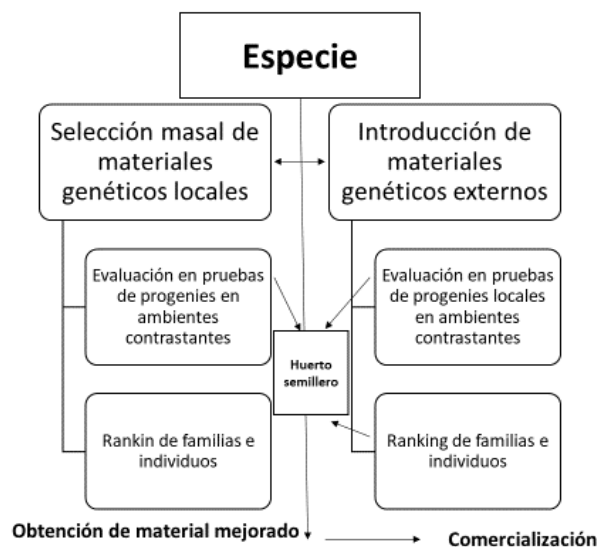 Especie
Selección masal de
materiales
genéticos locales
Introducción de
materiales
genéticos externos
Evaluación en pruebas
de progenies en
ambientes
contrastantes
Evaluación en pruebas
de progenies locales
en ambientes
contrastantes
Huerto
semillero
Rankin de familias e
individuos
Ranking de familias e
individuos
Obtención de material mejorado
Comercialización